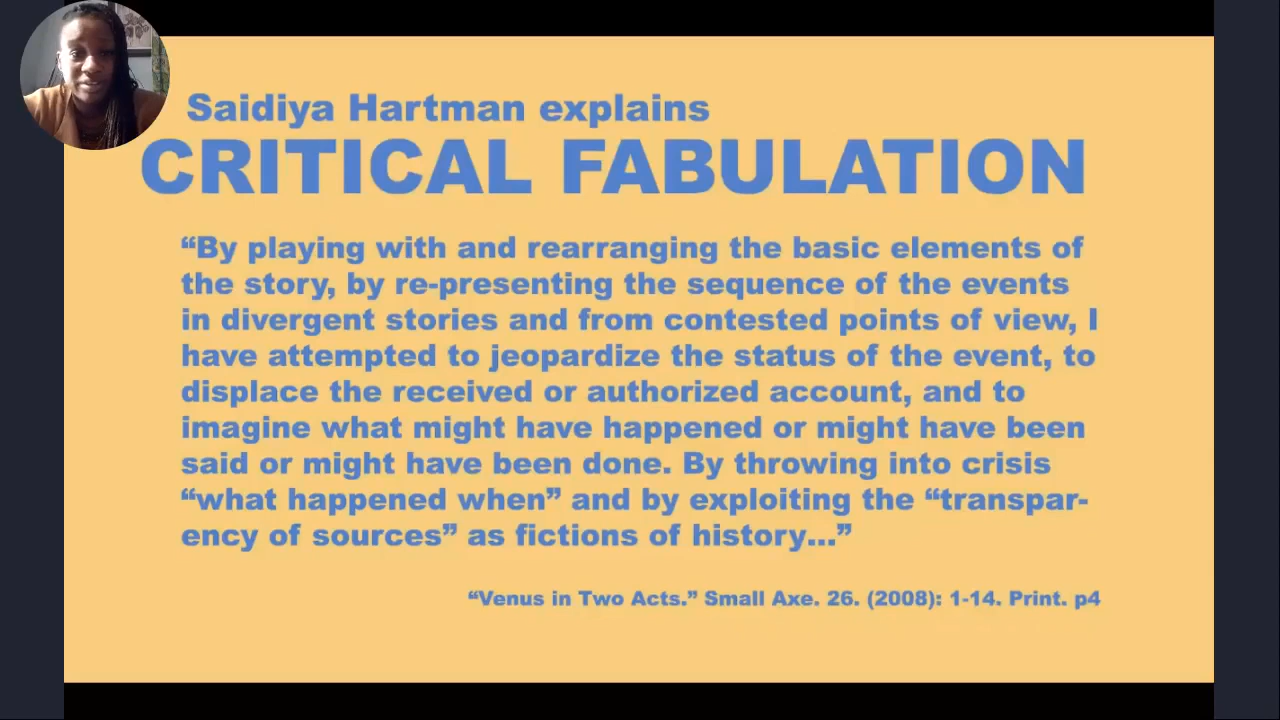 Saidiya Hartman explains
CRITICAL FABULATION
“By playing with and rearranging the basic elements of
the story, by re-presenting the sequence of the events
in divergent stories and from contested points of view, I
have attempted to jeopardize the status of the event, to
displace the received or authorized account, and to
imagine what might have happened or might have been
said or might have been done. By throwing into crisis
“what happened when” and by exploiting the “transpar-
ency of sources” as fictions of history...”
“Venus in Two Acts.” Small Axe. 26. (2008): 1-14. Print. p4